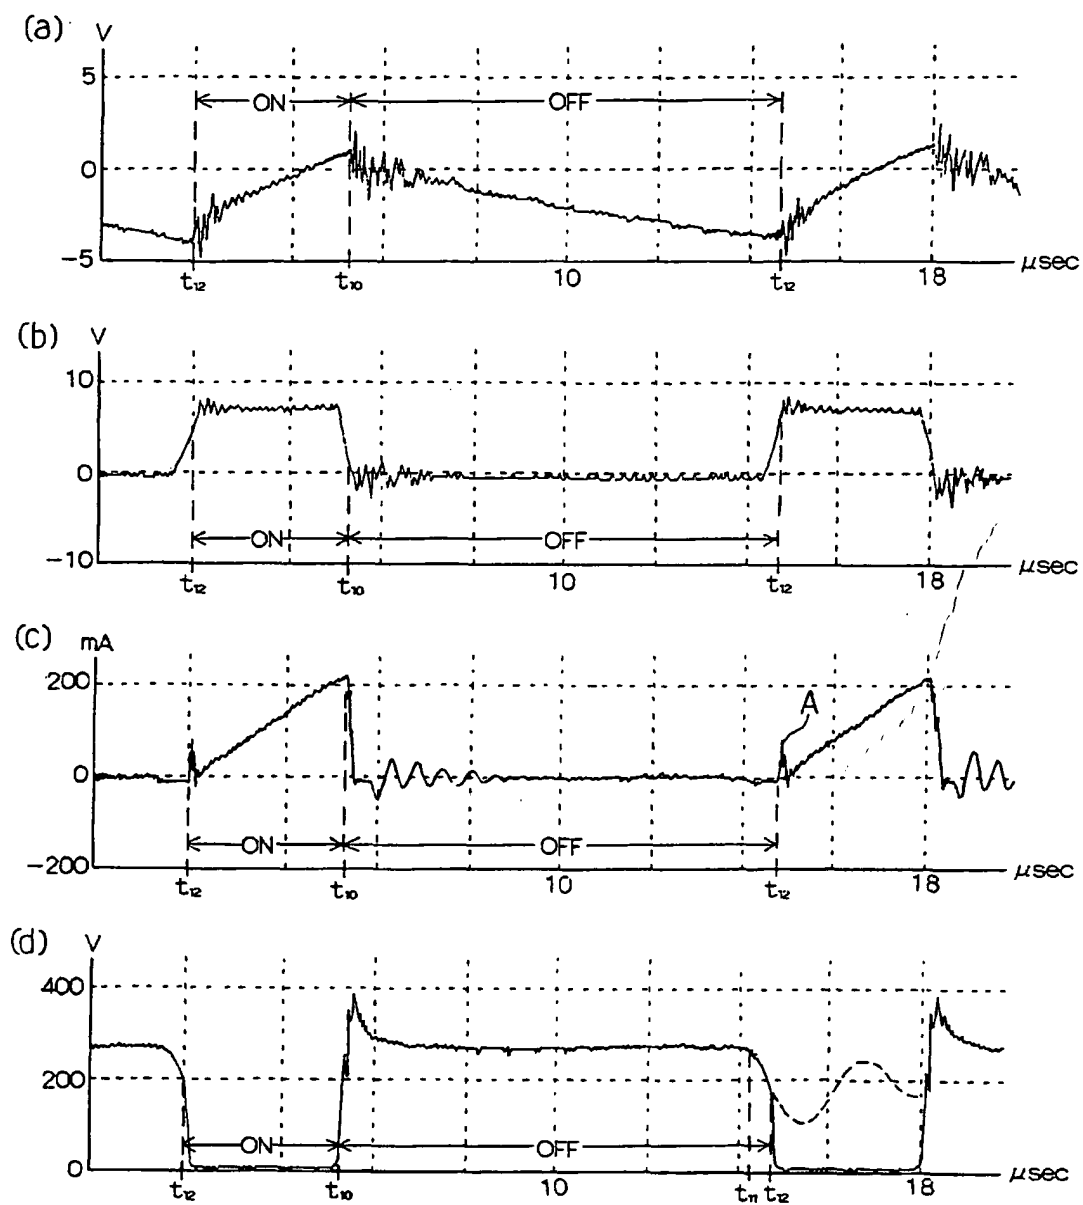 (a) V
5
ON OFF
0
−5
t₁₂ t₁₀ 10 t₁₂ 18 μsec
(b) V
10
0
ON OFF
−10
t₁₂ t₁₀ 10 t₁₂ 18 μsec
(c) mA
200
A
0
ON OFF
−200
t₁₂ t₁₀ 10 t₁₂ 18 μsec
(d) V
400
200
ON OFF
0
t₁₂ t₁₀ 10 t₁₁ t₁₂ 18 μsec